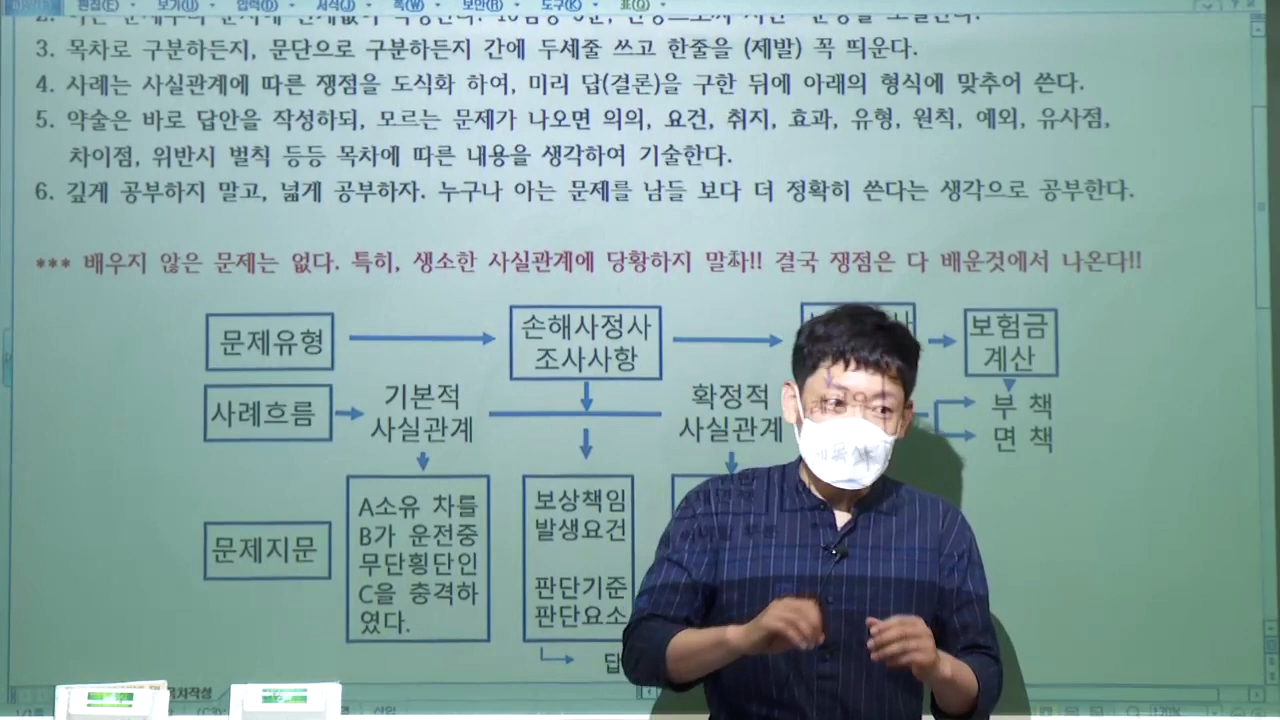 편집(E) 보기(U) 입력(D) 서식(J) 쪽(W) 보안(B) 도구(K) 표(Q)
3. 목차로 구분하든지, 문단으로 구분하든지 간에 두세줄 쓰고 한줄을 (제발) 꼭 띄운다.
4. 사례는 사실관계에 따른 쟁점을 도식화 하여, 미리 답(결론)을 구한 뒤에 아래의 형식에 맞추어 쓴다.
5. 약술은 바로 답안을 작성하되, 모르는 문제가 나오면 의의, 요건, 취지, 효과, 유형, 원칙, 예외, 유사점,
차이점, 위반시 벌칙 등등 목차에 따른 내용을 생각하여 기술한다.
6. 깊게 공부하지 말고, 넓게 공부하자. 누구나 아는 문제를 남들 보다 더 정확히 쓴다는 생각으로 공부한다.
*** 배우지 않은 문제는 없다. 특히, 생소한 사실관계에 당황하지 말자!! 결국 쟁점은 다 배운것에서 나온다!!
문제유형
손해사정사
조사사항
보험금
계산
사례흐름
기본적
사실관계
확정적
사실관계
부 책
면 책
문제지문
A소유 차를
B가 운전중
무단횡단인
C을 충격하
였다.
보상책임
발생요건
판단기준
판단요소
답